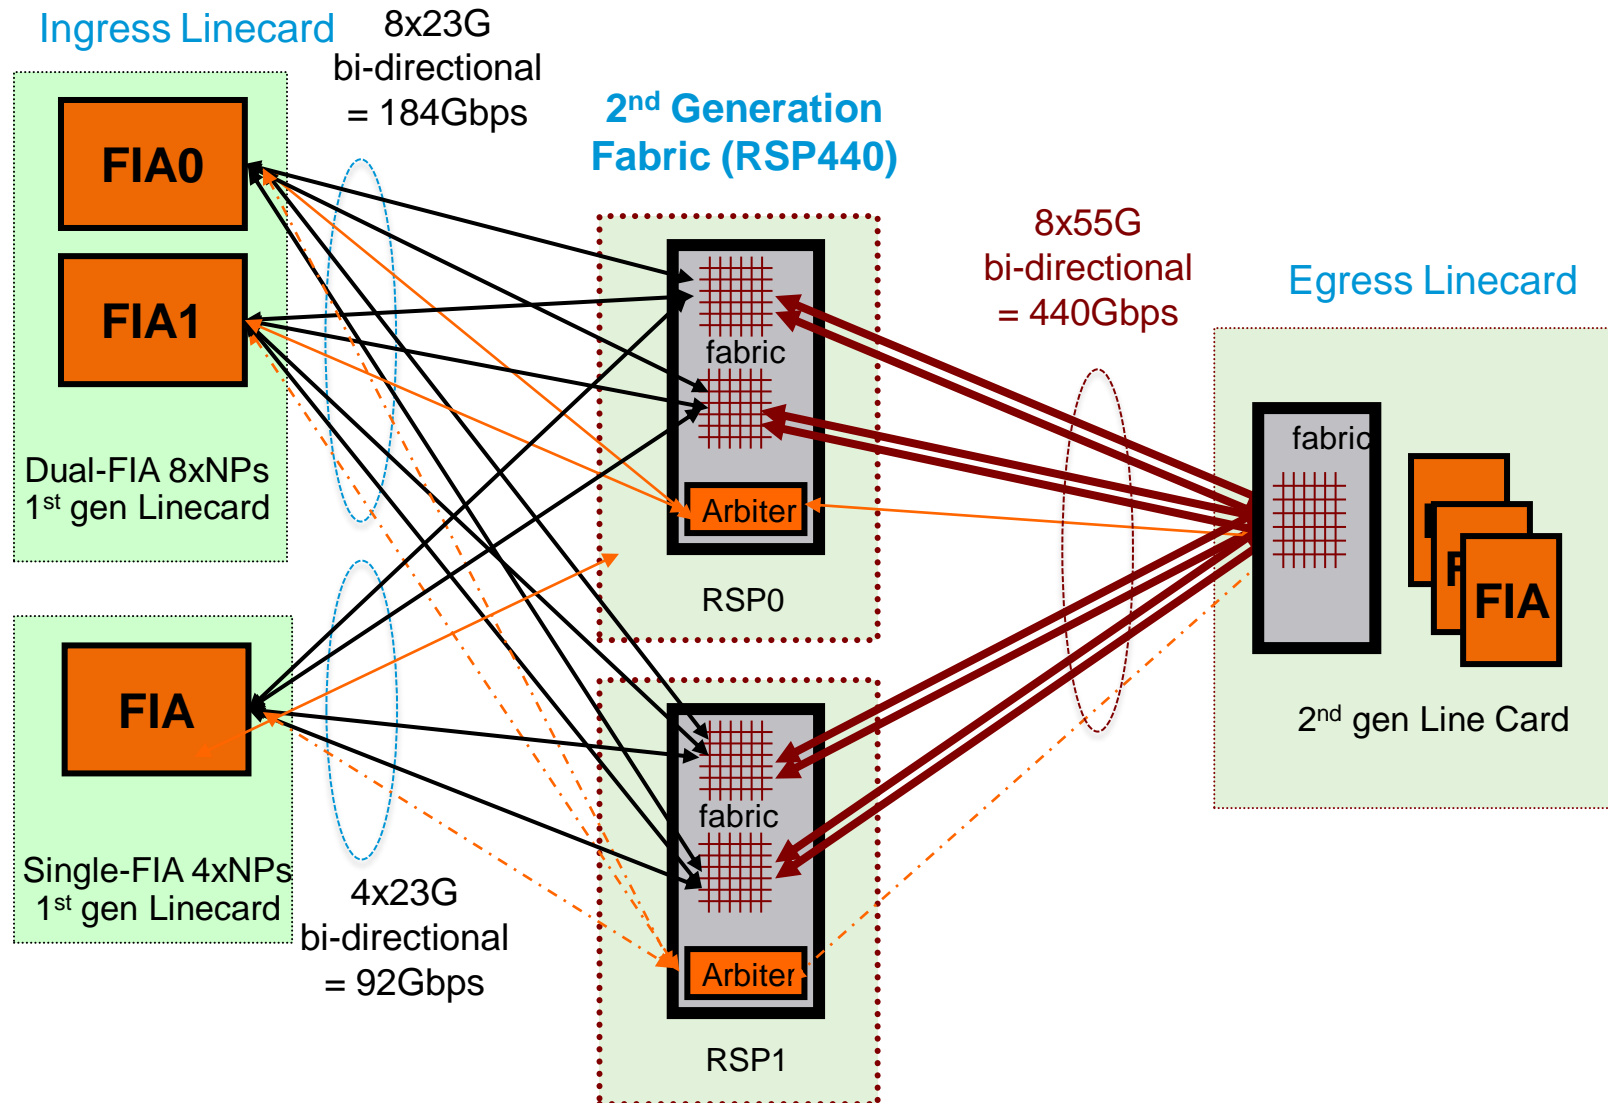 Ingress Linecard
8x23G
bi-directional
= 184Gbps
FIA0
FIA1
Dual-FIA 8xNPs
1st gen Linecard
FIA
Single-FIA 4xNPs
1st gen Linecard
4x23G
bi-directional
= 92Gbps
2nd Generation
Fabric (RSP440)
fabric
Arbiter
RSP0
fabric
Arbiter
RSP1
8x55G
bi-directional
= 440Gbps
Egress Linecard
fabric
FIA
2nd gen Line Card